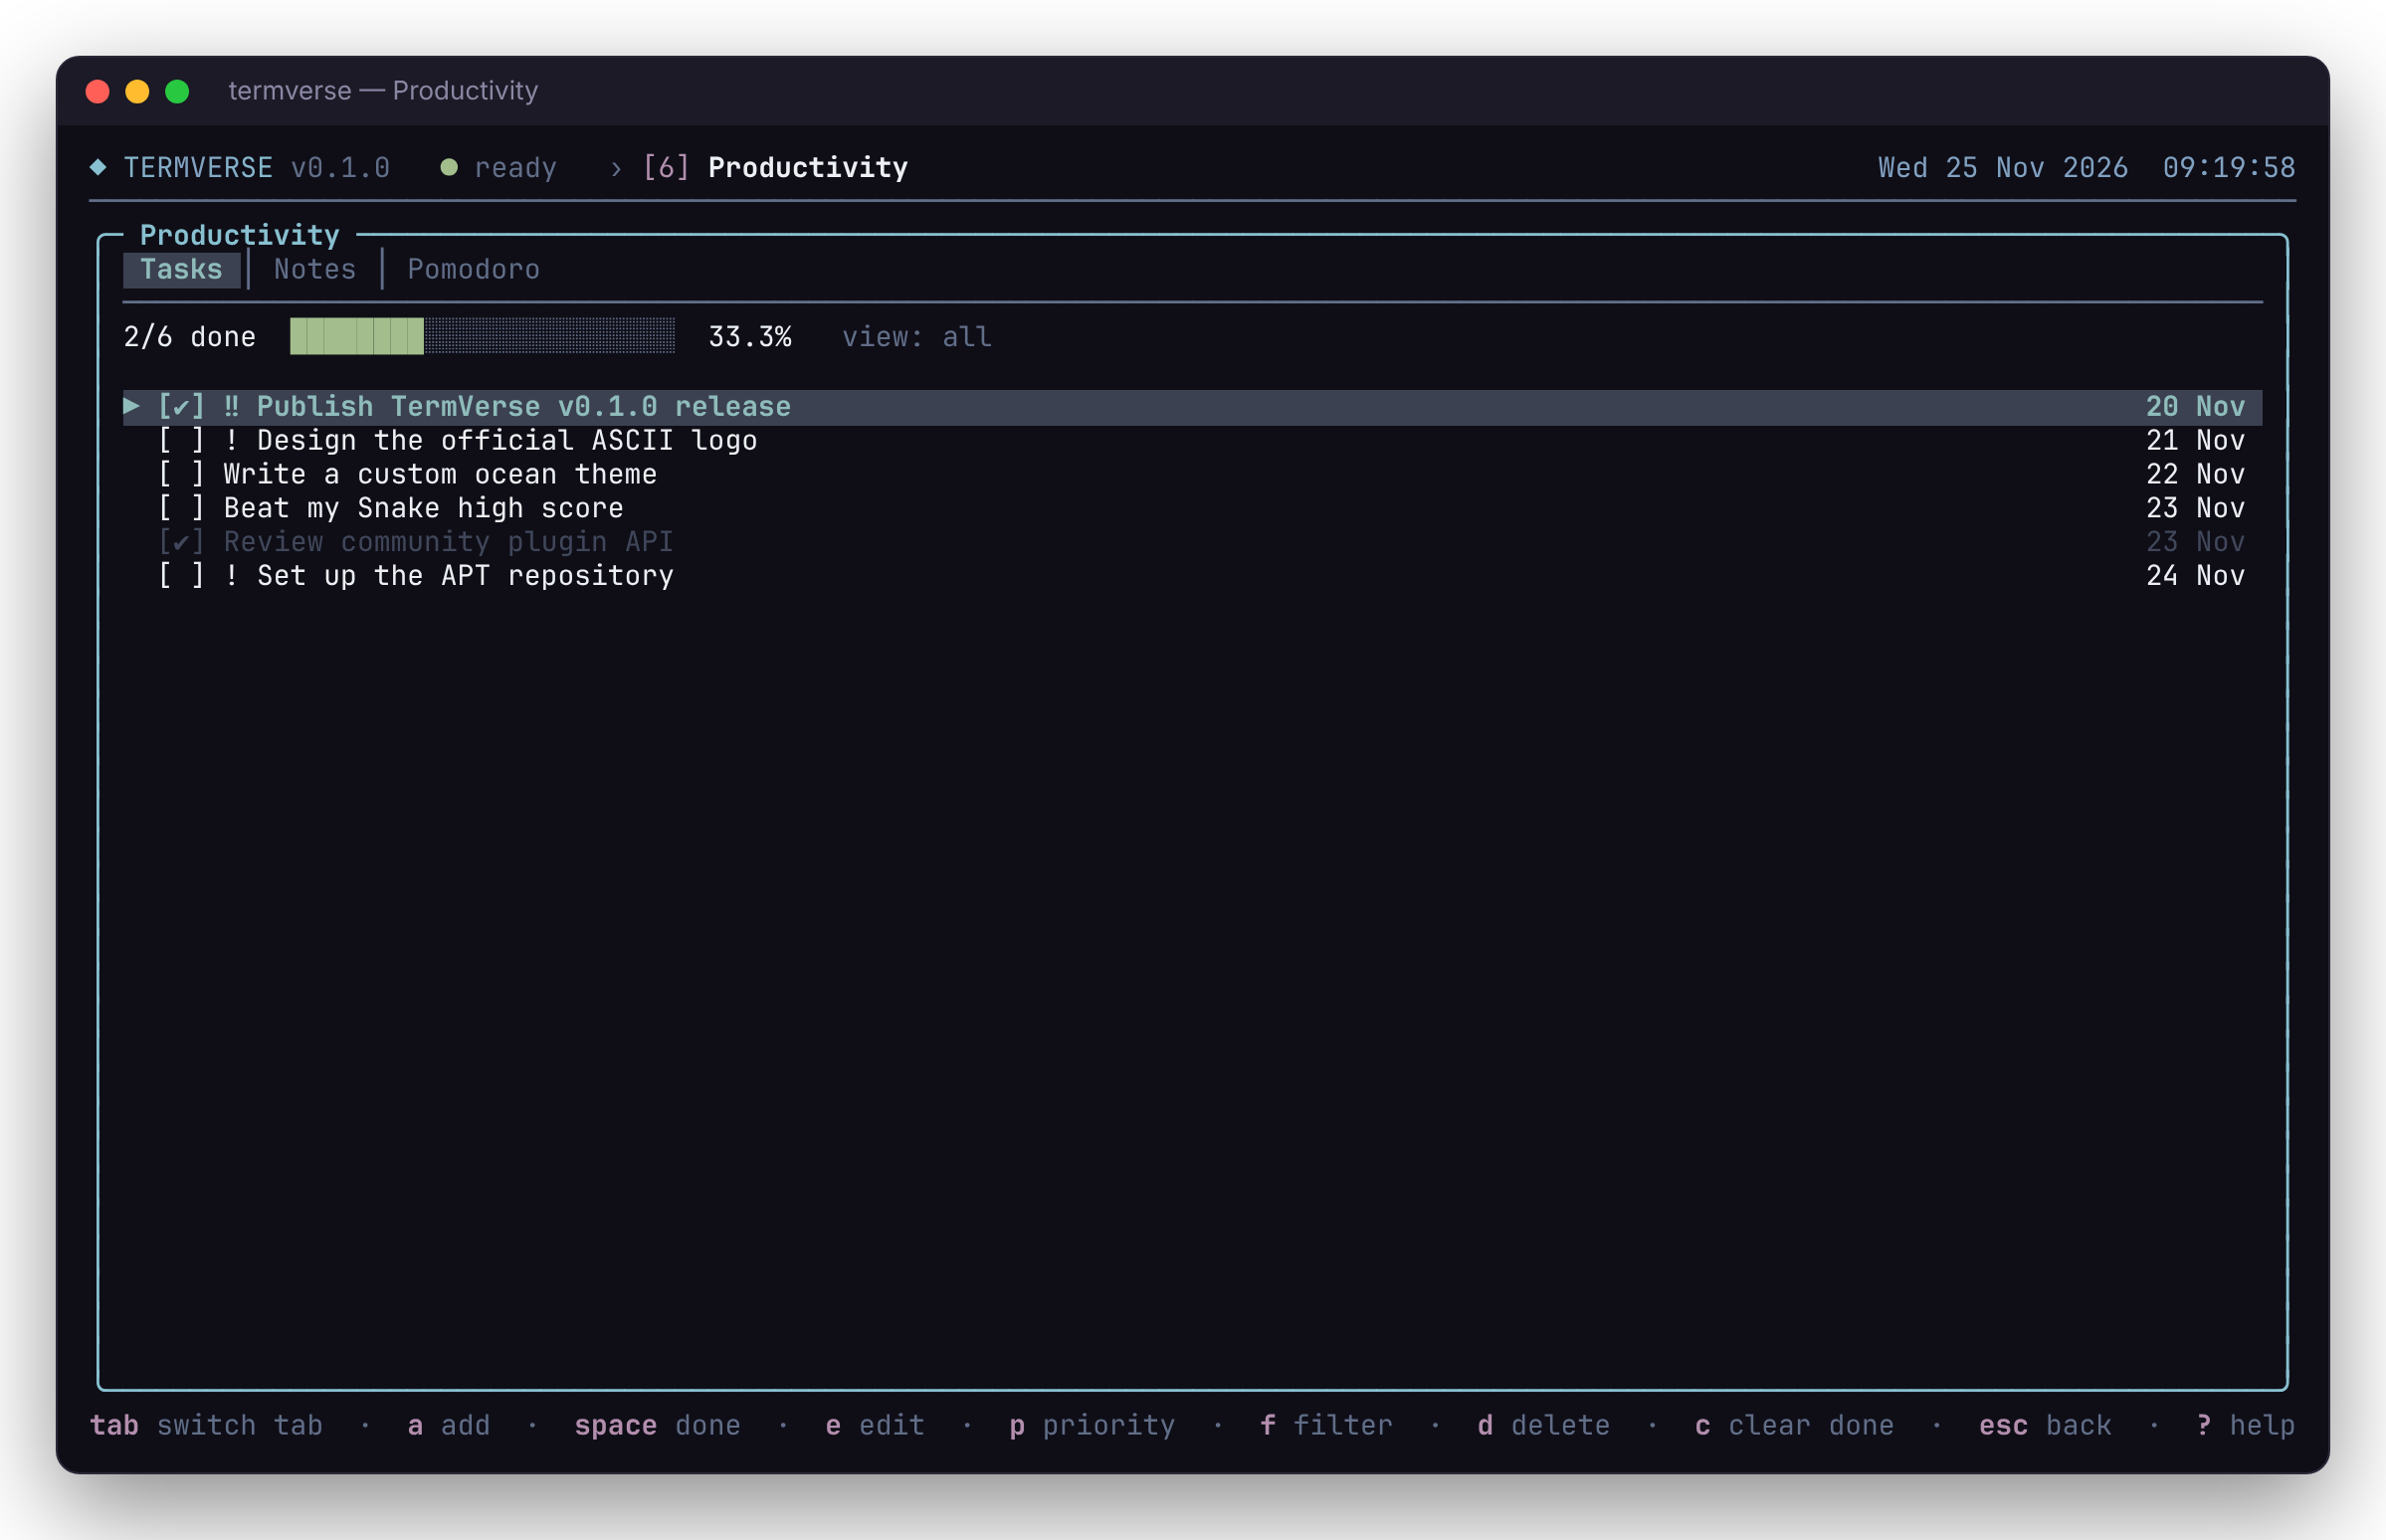 termverse — Productivity
◆ TERMVERSE v0.1.0 ● ready › [6] Productivity Wed 25 Nov 2026 09:19:58
Productivity
Tasks │ Notes │ Pomodoro
2/6 done 33.3% view: all
▶ [✔] ‼ Publish TermVerse v0.1.0 release 20 Nov
[ ] ! Design the official ASCII logo 21 Nov
[ ] Write a custom ocean theme 22 Nov
[ ] Beat my Snake high score 23 Nov
[✔] Review community plugin API 23 Nov
[ ] ! Set up the APT repository 24 Nov
tab switch tab · a add · space done · e edit · p priority · f filter · d delete · c clear done · esc back · ? help